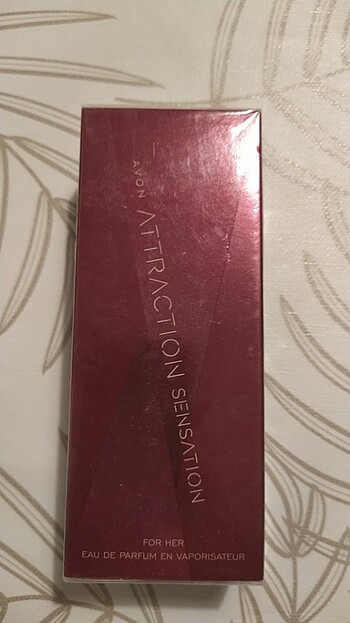 AVON
ATTRACTION SENSATION
FOR HER
EAU DE PARFUM EN VAPORISATEUR